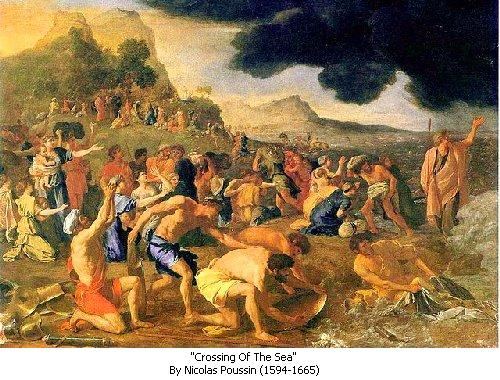 "Crossing Of The Sea"
By Nicolas Poussin (1594-1665)